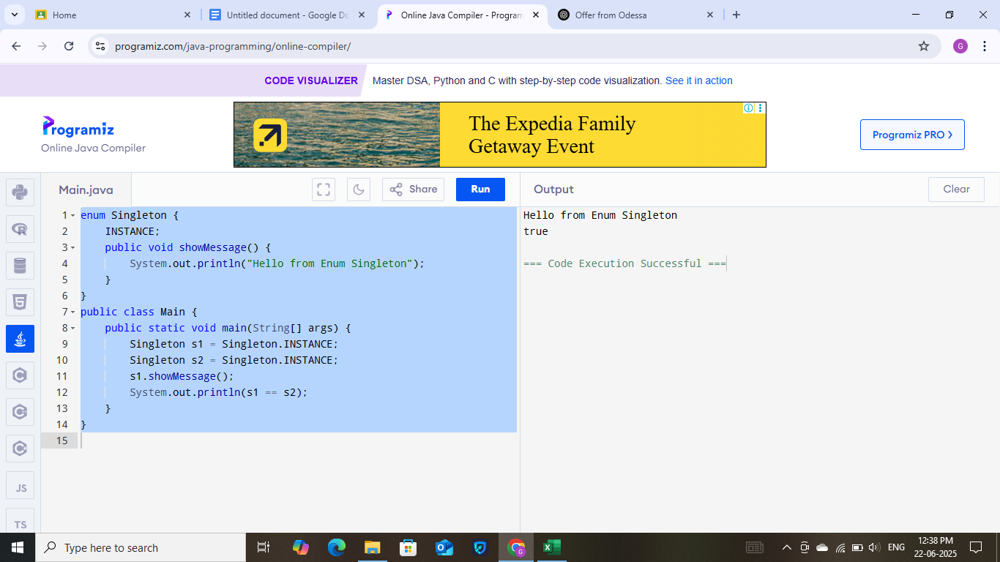 Home
Untitled document - Google Do
Online Java Compiler - Program
Offer from Odessa
programiz.com/java-programming/online-compiler/
G
CODE VISUALIZER
Master DSA, Python and C with step-by-step code visualization. See it in action
Programiz
Online Java Compiler
The Expedia Family
Getaway Event
Programiz PRO
Main.java
Share
Run
Output
Clear
1 enum Singleton {
2     INSTANCE;
3     public void showMessage() {
4         System.out.println("Hello from Enum Singleton");
5     }
6 }
7 public class Main {
8     public static void main(String[] args) {
9         Singleton s1 = Singleton.INSTANCE;
10         Singleton s2 = Singleton.INSTANCE;
11         s1.showMessage();
12         System.out.println(s1 == s2);
13     }
14 }
15
Hello from Enum Singleton
true
=== Code Execution Successful ===
JS
TS
Type here to search
ENG
12:38 PM
22-06-2025